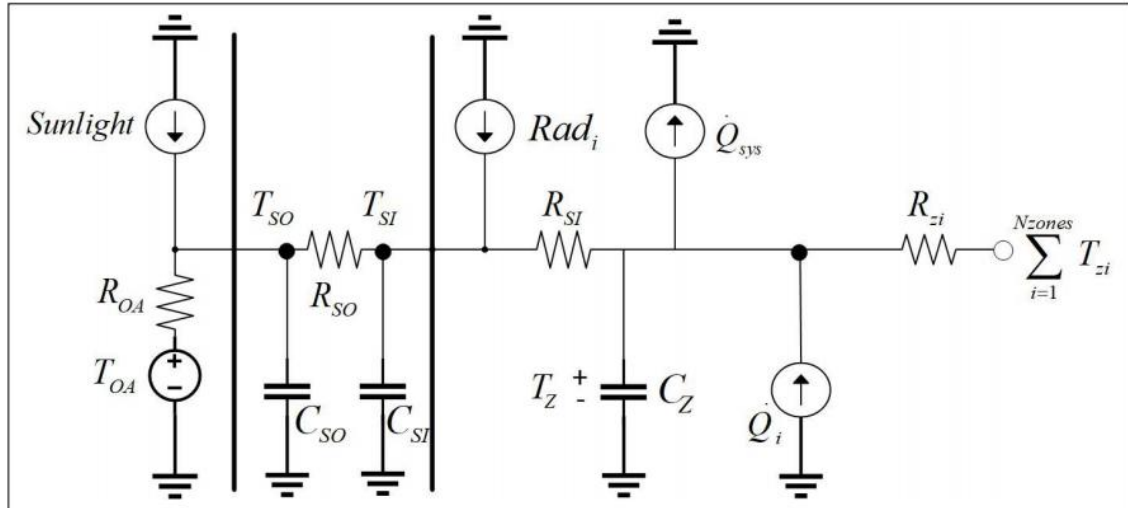 Sunlight
Rad_i
Q̇_sys
T_SO
T_SI
R_SI
R_zi
R_OA
R_SO
Nzones
∑ T_zi
i=1
T_OA
+
-
C_SO
C_SI
T_Z
+
-
C_Z
Q̇_i